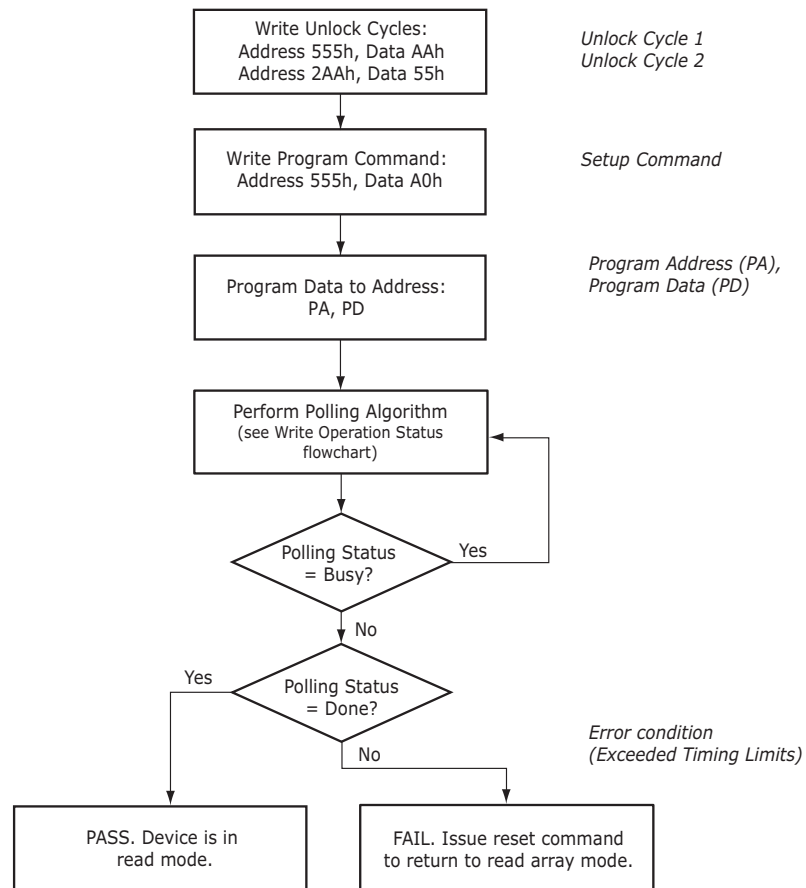 Write Unlock Cycles:
Address 555h, Data AAh
Address 2AAh, Data 55h
Unlock Cycle 1
Unlock Cycle 2
Write Program Command:
Address 555h, Data A0h
Setup Command
Program Data to Address:
PA, PD
Program Address (PA),
Program Data (PD)
Perform Polling Algorithm
(see Write Operation Status
flowchart)
Polling Status
= Busy?
Yes
No
Polling Status
= Done?
Yes
No
Error condition
(Exceeded Timing Limits)
PASS. Device is in
read mode.
FAIL. Issue reset command
to return to read array mode.